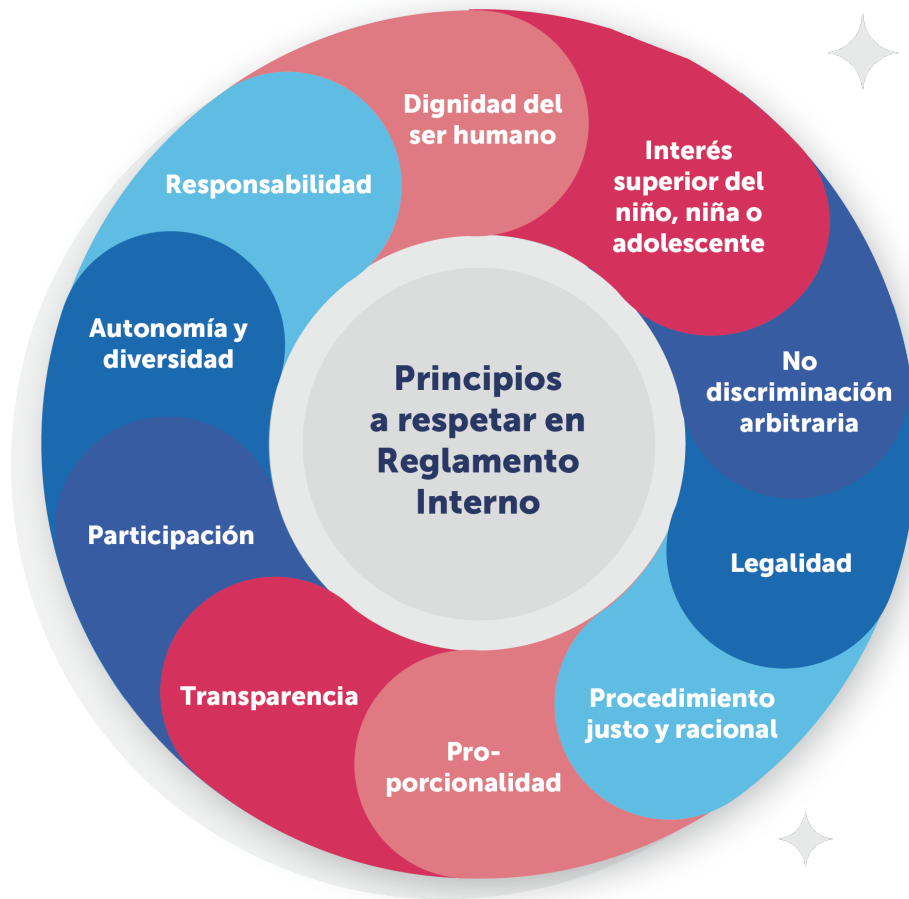 Principios
a respetar en
Reglamento
Interno
Dignidad del
ser humano
Interés
superior del
niño, niña o
adolescente
No
discriminación
arbitraria
Legalidad
Procedimiento
justo y racional
Pro-
porcionalidad
Transparencia
Participación
Autonomía y
diversidad
Responsabilidad